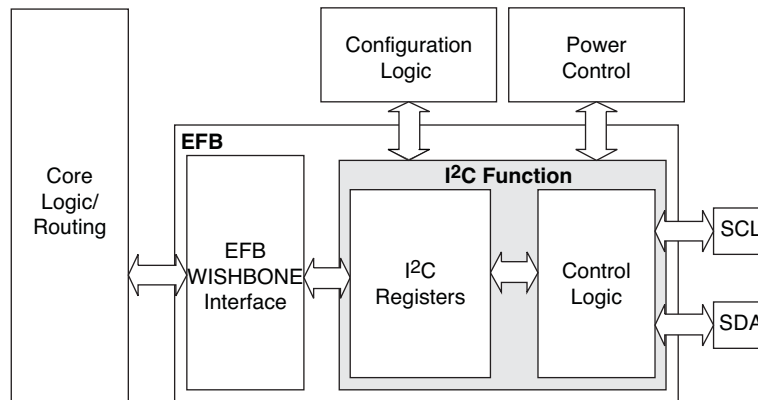 Configuration
Logic
Power
Control
EFB
Core
Logic/
Routing
I²C Function
EFB
WISHBONE
Interface
I²C
Registers
Control
Logic
SCL
SDA